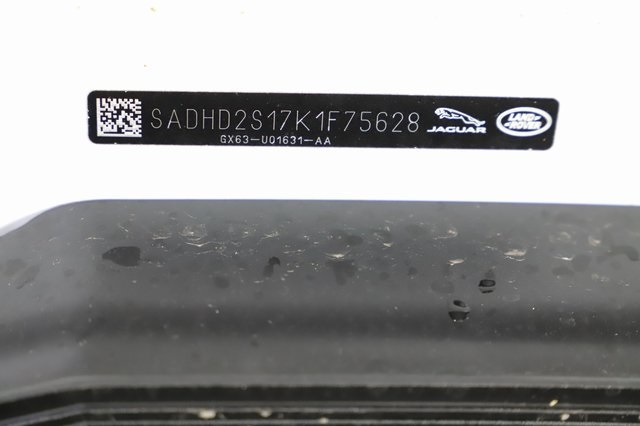 SADHD2S17K1F75628
GX63-U01631-AA
JAGUAR
LAND-
ROVER